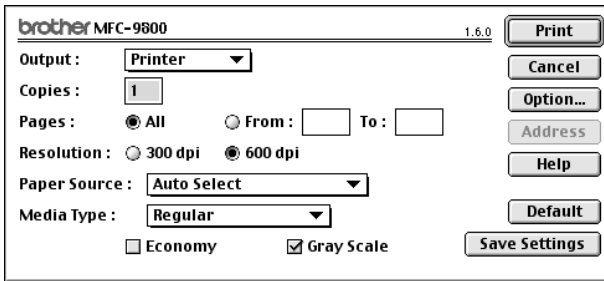 brother MFC-9800 1.6.0 Print
Output : Printer Cancel
Copies : 1 Option...
Pages : All From : To : Address
Resolution : 300 dpi 600 dpi Help
Paper Source : Auto Select
Media Type : Regular Default
Economy Gray Scale Save Settings